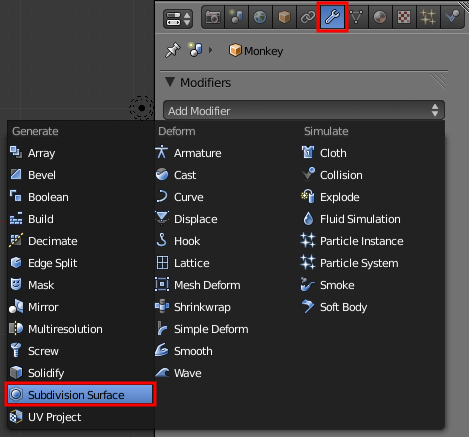 Monkey
Modifiers
Add Modifier
Generate
Array
Bevel
Boolean
Build
Decimate
Edge Split
Mask
Mirror
Multiresolution
Screw
Solidify
Subdivision Surface
UV Project
Deform
Armature
Cast
Curve
Displace
Hook
Lattice
Mesh Deform
Shrinkwrap
Simple Deform
Smooth
Wave
Simulate
Cloth
Collision
Explode
Fluid Simulation
Particle Instance
Particle System
Smoke
Soft Body